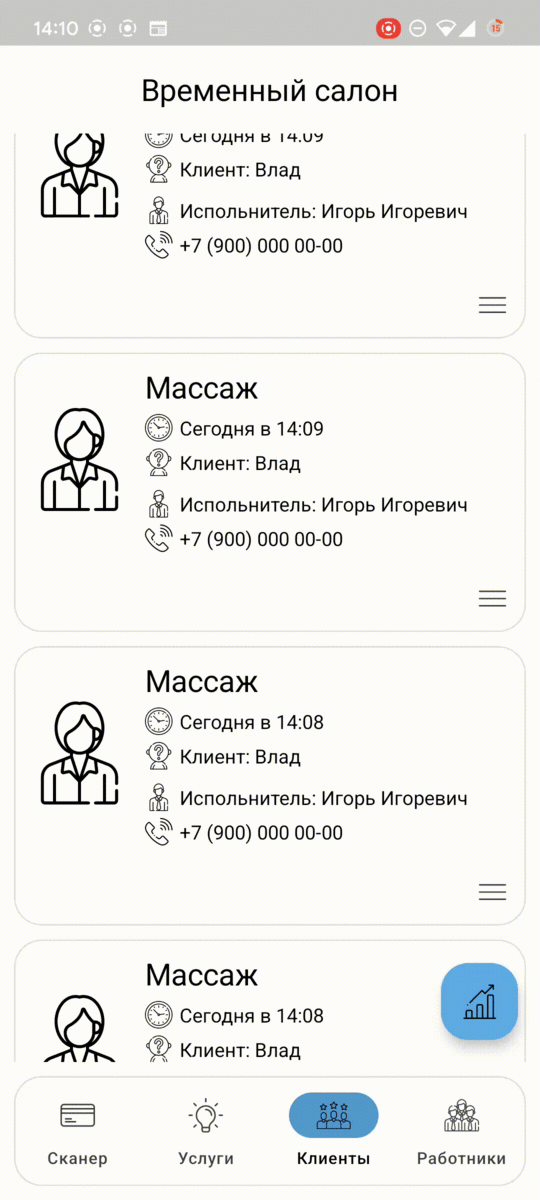 14:10
15
Временный салон
Сегодня в 14:09
Клиент: Влад
Испольнитель: Игорь Игоревич
+7 (900) 000 00-00
Массаж
Сегодня в 14:09
Клиент: Влад
Испольнитель: Игорь Игоревич
+7 (900) 000 00-00
Массаж
Сегодня в 14:08
Клиент: Влад
Испольнитель: Игорь Игоревич
+7 (900) 000 00-00
Массаж
Сегодня в 14:08
Клиент: Влад
Сканер
Услуги
Клиенты
Работники